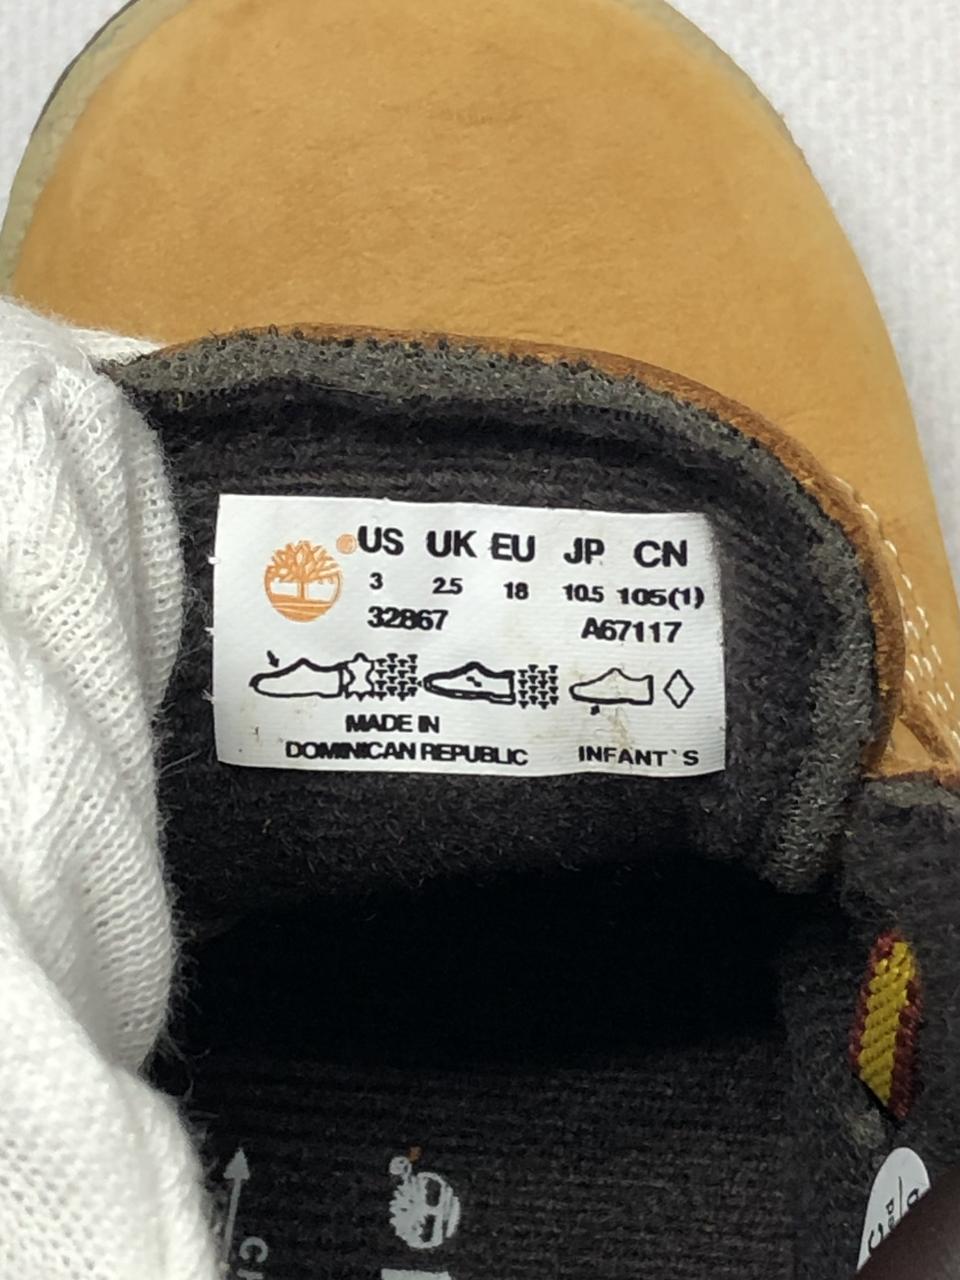 ® US UK EU JP CN
3 2.5 18 10.5 105(1)
32867 A67117
MADE IN
DOMINICAN REPUBLIC INFANT`S